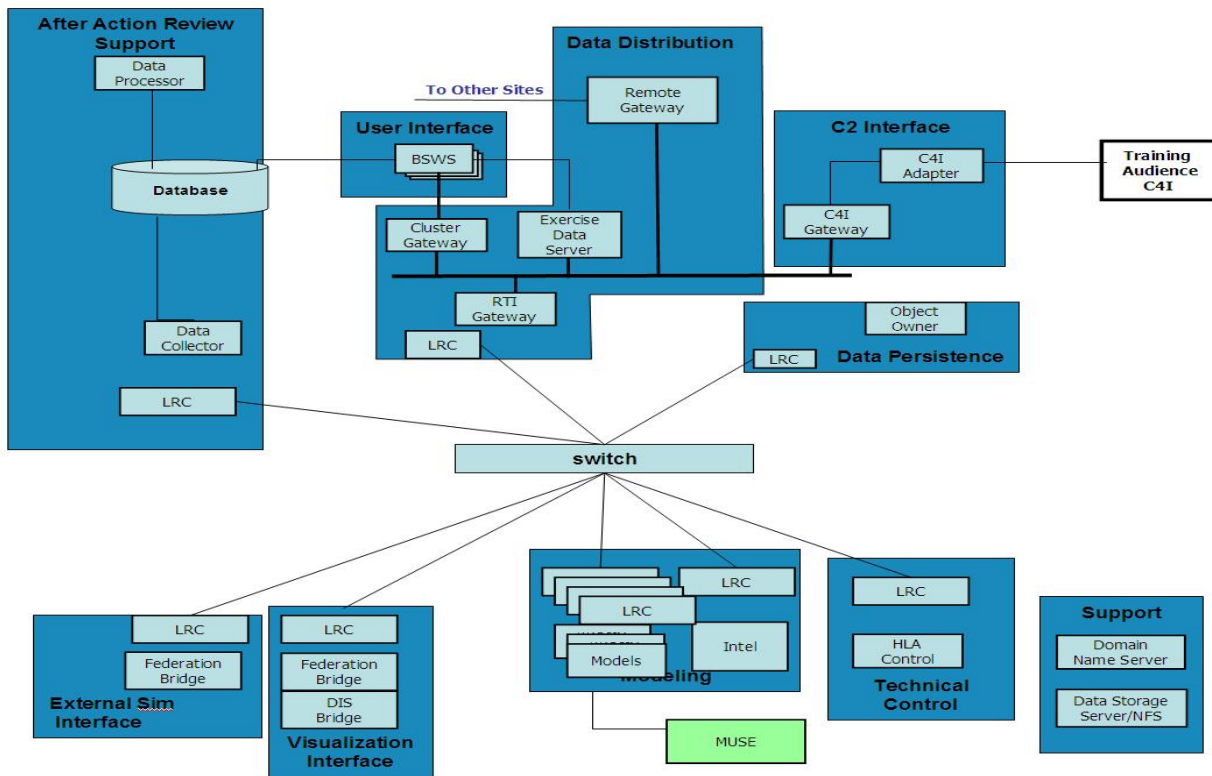 After Action Review
Support
Data
Processor
Database
Data
Collector
LRC
User Interface
BSWS
To Other Sites
Data Distribution
Remote
Gateway
Cluster
Gateway
Exercise
Data
Server
RTI
Gateway
LRC
C2 Interface
C4I
Adapter
C4I
Gateway
Training
Audience
C4I
Object
Owner
Data Persistence
LRC
switch
LRC
Federation
Bridge
External Sim
Interface
LRC
Federation
Bridge
DIS
Bridge
Visualization
Interface
LRC
LRC
Models
Intel
Modeling
MUSE
LRC
HLA
Control
Technical
Control
Support
Domain
Name Server
Data Storage
Server/NFS